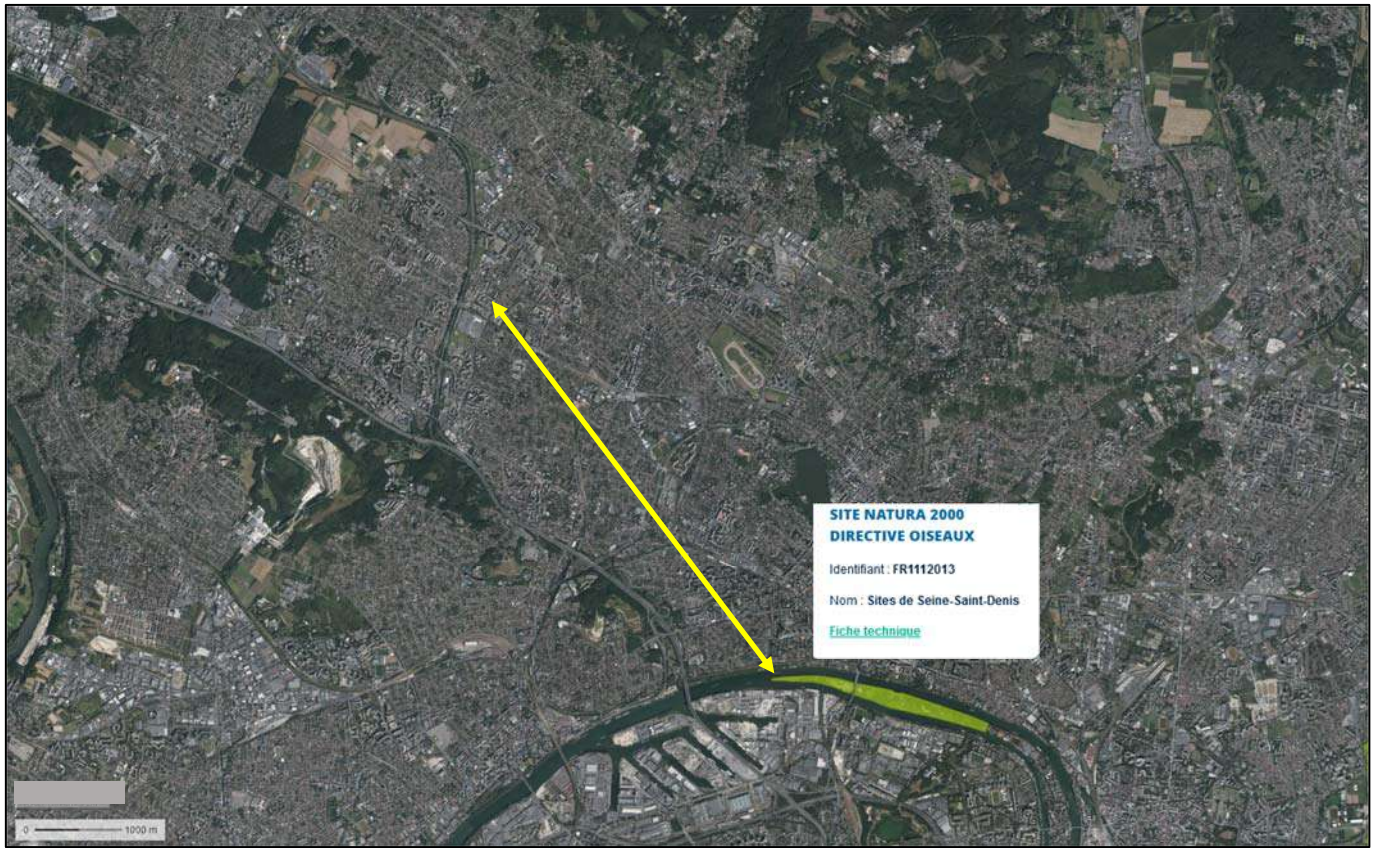 SITE NATURA 2000
DIRECTIVE OISEAUX
Identifiant : FR1112013
Nom : Sites de Seine-Saint-Denis
Fiche technique
0 1000 m